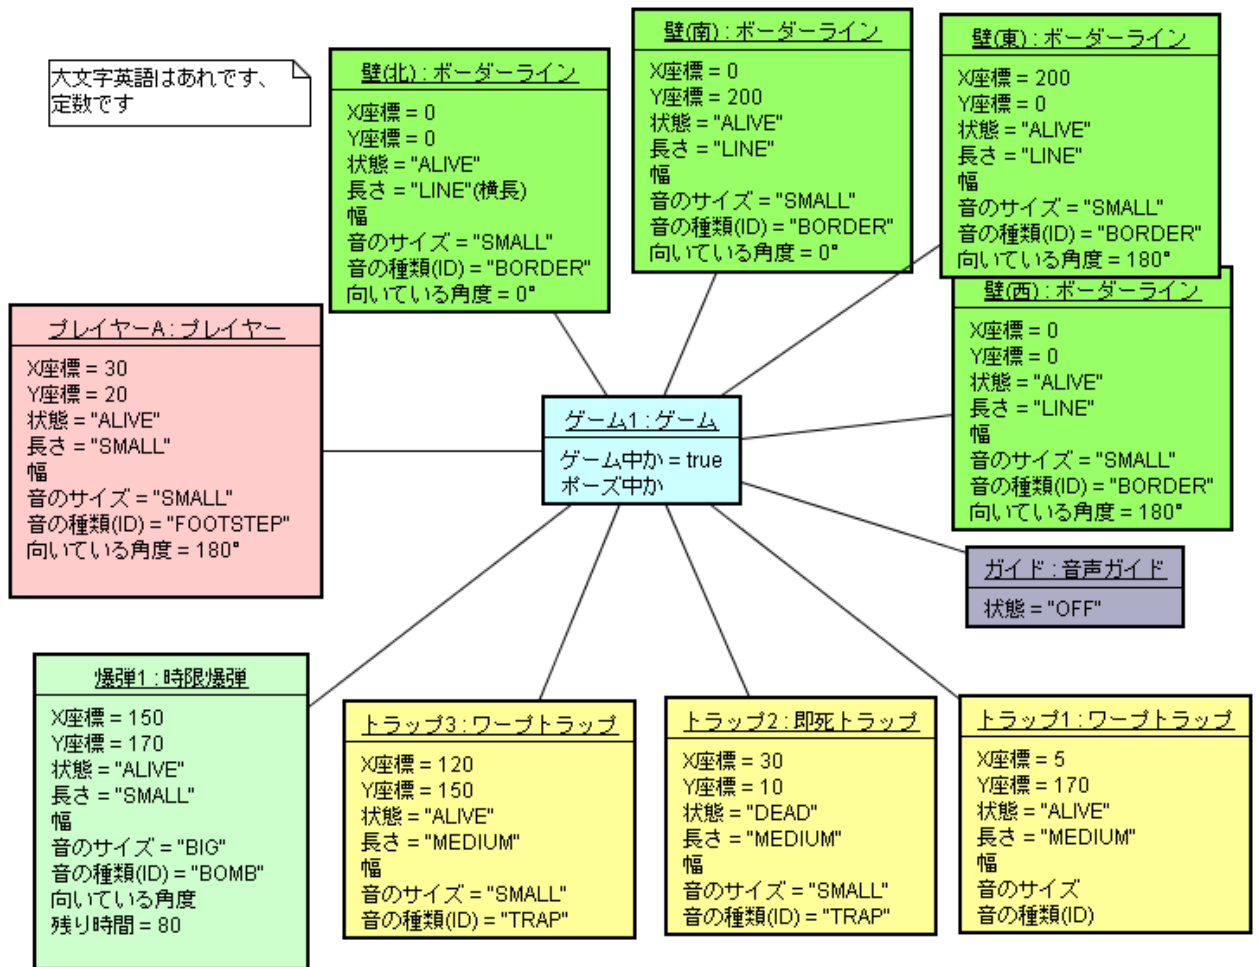 大文字英語はあれです、
定数です
壁(北) : ボーダーライン
X座標 = 0
Y座標 = 0
状態 = "ALIVE"
長さ = "LINE"(横長)
幅
音のサイズ = "SMALL"
音の種類(ID) = "BORDER"
向いている角度 = 0°
壁(南) : ボーダーライン
X座標 = 0
Y座標 = 200
状態 = "ALIVE"
長さ = "LINE"
幅
音のサイズ = "SMALL"
音の種類(ID) = "BORDER"
向いている角度 = 0°
壁(東) : ボーダーライン
X座標 = 200
Y座標 = 0
状態 = "ALIVE"
長さ = "LINE"
幅
音のサイズ = "SMALL"
音の種類(ID) = "BORDER"
向いている角度 = 180°
壁(西) : ボーダーライン
X座標 = 0
Y座標 = 0
状態 = "ALIVE"
長さ = "LINE"
幅
音のサイズ = "SMALL"
音の種類(ID) = "BORDER"
向いている角度 = 180°
プレイヤーA : プレイヤー
X座標 = 30
Y座標 = 20
状態 = "ALIVE"
長さ = "SMALL"
幅
音のサイズ = "SMALL"
音の種類(ID) = "FOOTSTEP"
向いている角度 = 180°
ゲーム1 : ゲーム
ゲーム中か = true
ポーズ中か
ガイド : 音声ガイド
状態 = "OFF"
爆弾1 : 時限爆弾
X座標 = 150
Y座標 = 170
状態 = "ALIVE"
長さ = "SMALL"
幅
音のサイズ = "BIG"
音の種類(ID) = "BOMB"
向いている角度
残り時間 = 80
トラップ3 : ワープトラップ
X座標 = 120
Y座標 = 150
状態 = "ALIVE"
長さ = "MEDIUM"
幅
音のサイズ = "SMALL"
音の種類(ID) = "TRAP"
トラップ2 : 即死トラップ
X座標 = 30
Y座標 = 10
状態 = "DEAD"
長さ = "MEDIUM"
幅
音のサイズ = "SMALL"
音の種類(ID) = "TRAP"
トラップ1 : ワープトラップ
X座標 = 5
Y座標 = 170
状態 = "ALIVE"
長さ = "MEDIUM"
幅
音のサイズ
音の種類(ID)